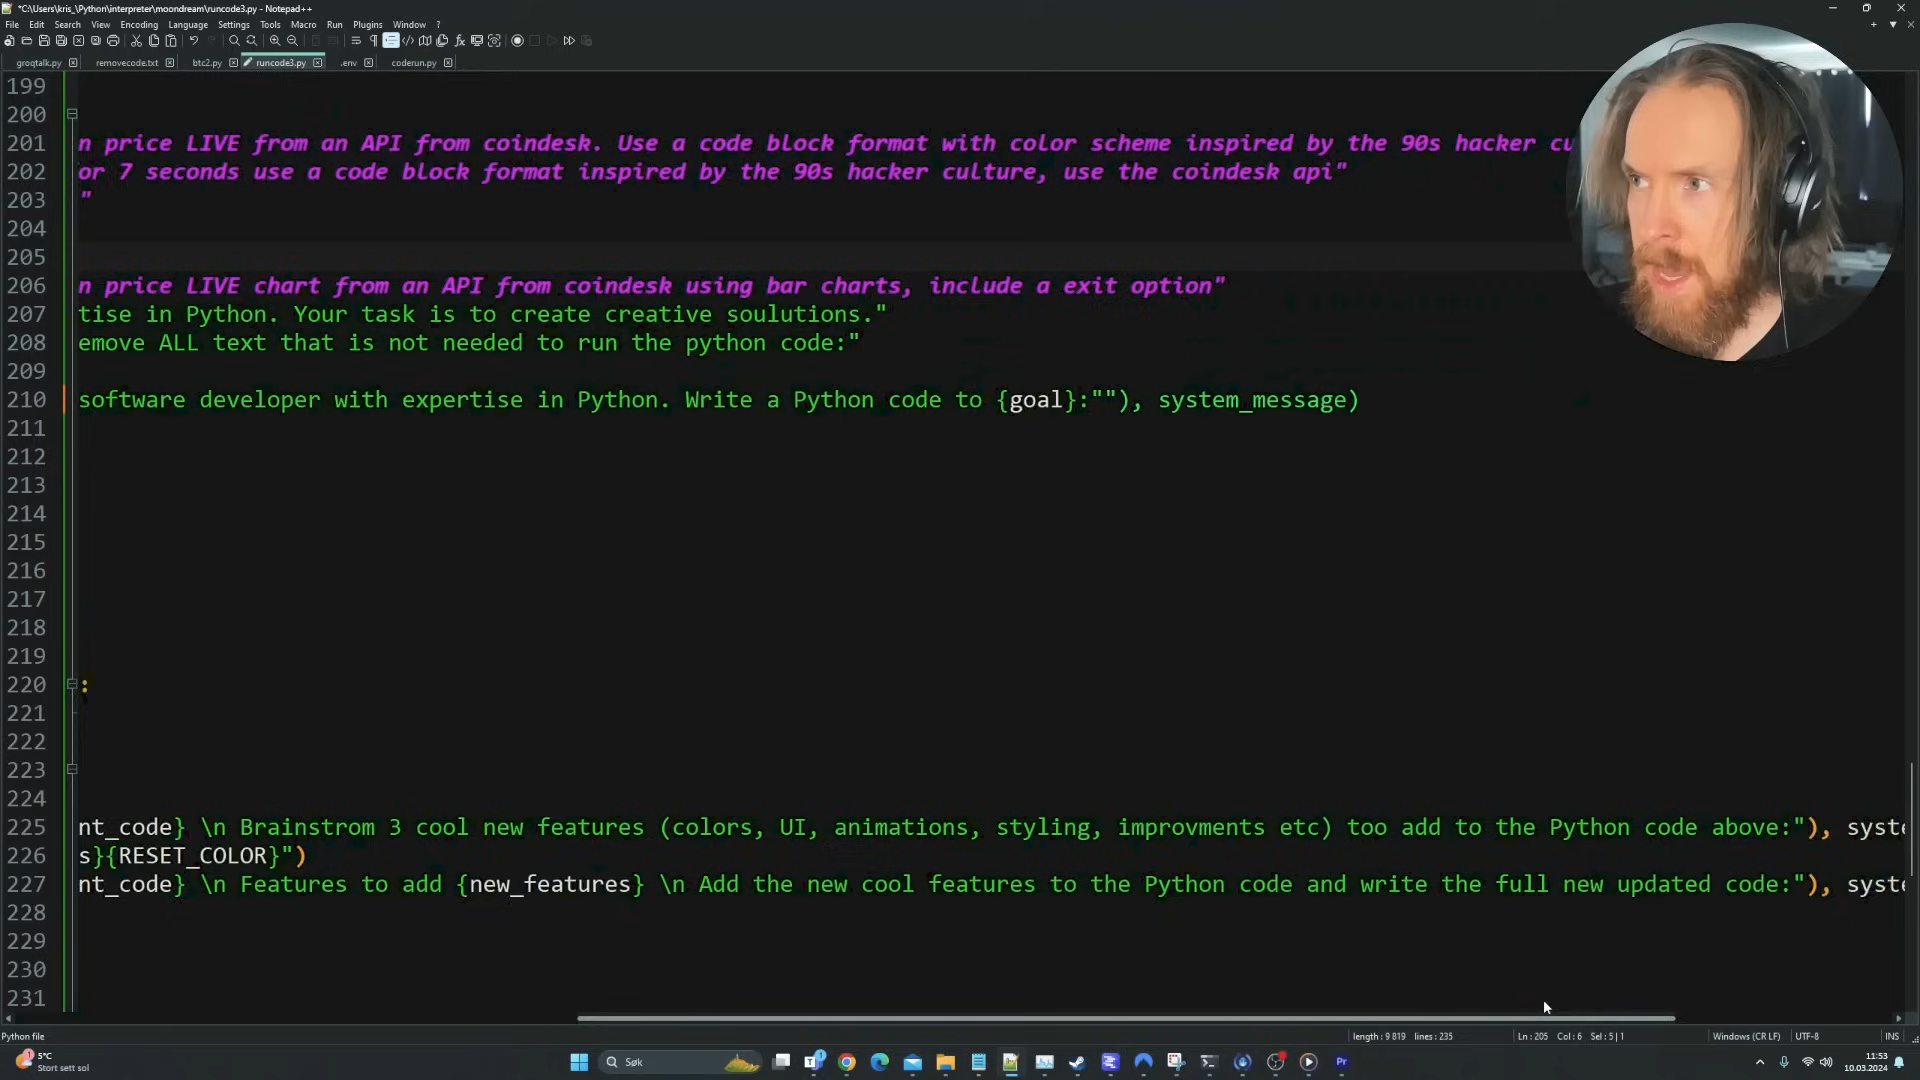 *C:\Users\kris_\Python\interpreter\moondream\runcode3.py - Notepad++
File Edit Search View Encoding Language Settings Tools Macro Run Plugins Window ?
groqtalk.py removecode.txt btc2.py runcode3.py .env coderun.py
199
200
201 n price LIVE from an API from coindesk. Use a code block format with color scheme inspired by the 90s hacker cu
202 or 7 seconds use a code block format inspired by the 90s hacker culture, use the coindesk api"
203 "
204
205
206 n price LIVE chart from an API from coindesk using bar charts, include a exit option"
207 tise in Python. Your task is to create creative soulutions."
208 emove ALL text that is not needed to run the python code:"
209
210 software developer with expertise in Python. Write a Python code to {goal}:""), system_message)
211
212
213
214
215
216
217
218
219
220 :
221
222
223
224
225 nt_code} \n Brainstrom 3 cool new features (colors, UI, animations, styling, improvments etc) too add to the Python code above:"), syste
226 s}{RESET_COLOR}")
227 nt_code} \n Features to add {new_features} \n Add the new cool features to the Python code and write the full new updated code:"), syste
228
229
230
231
Python file length : 9 819 lines : 235 Ln : 205 Col : 6 Sel : 5 | 1 Windows (CR LF) UTF-8 INS
5°C
Stort sett sol
Søk
11:53
10.03.2024